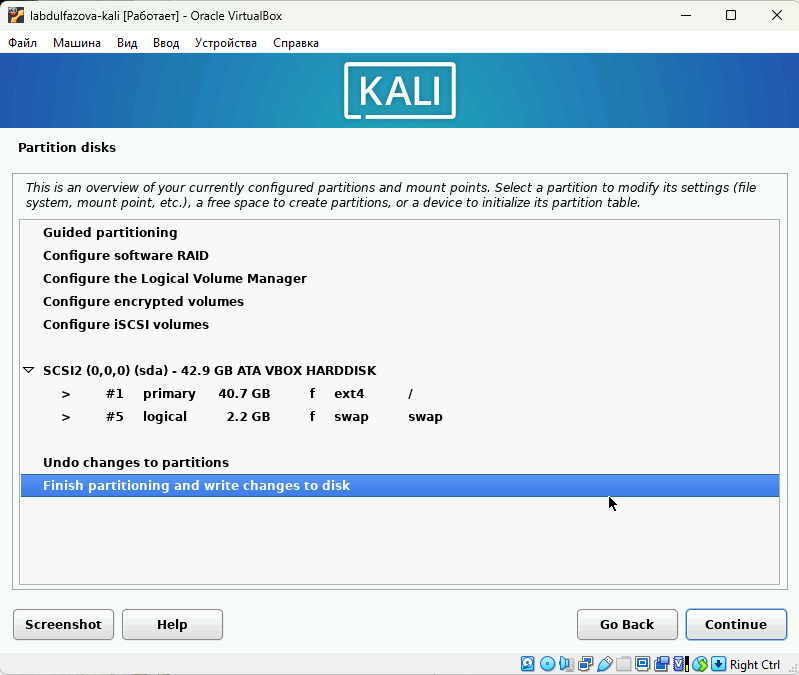 labdulfazova-kali [Работает] - Oracle VirtualBox
Файл Машина Вид Ввод Устройства Справка
KALI
Partition disks
This is an overview of your currently configured partitions and mount points. Select a partition to modify its settings (file
system, mount point, etc.), a free space to create partitions, or a device to initialize its partition table.
Guided partitioning
Configure software RAID
Configure the Logical Volume Manager
Configure encrypted volumes
Configure iSCSI volumes
SCSI2 (0,0,0) (sda) - 42.9 GB ATA VBOX HARDDISK
> #1 primary 40.7 GB f ext4 /
> #5 logical 2.2 GB f swap swap
Undo changes to partitions
Finish partitioning and write changes to disk
Screenshot Help Go Back Continue
Right Ctrl